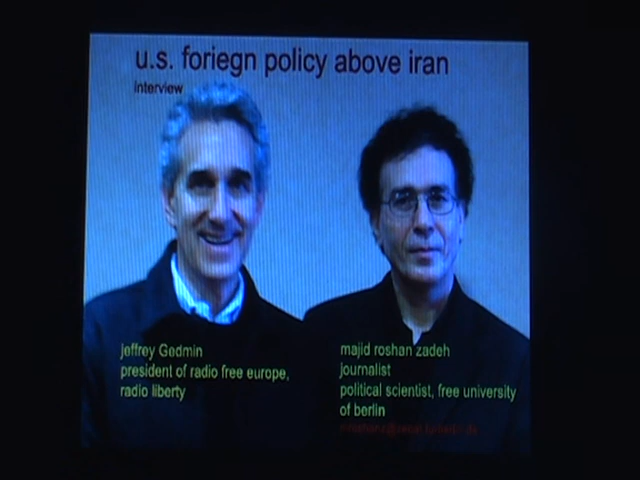 u.s. foriegn policy above iran
interview
jeffrey Gedmin
president of radio free europe,
radio liberty
majid roshan zadeh
journalist
political scientist, free university
of berlin